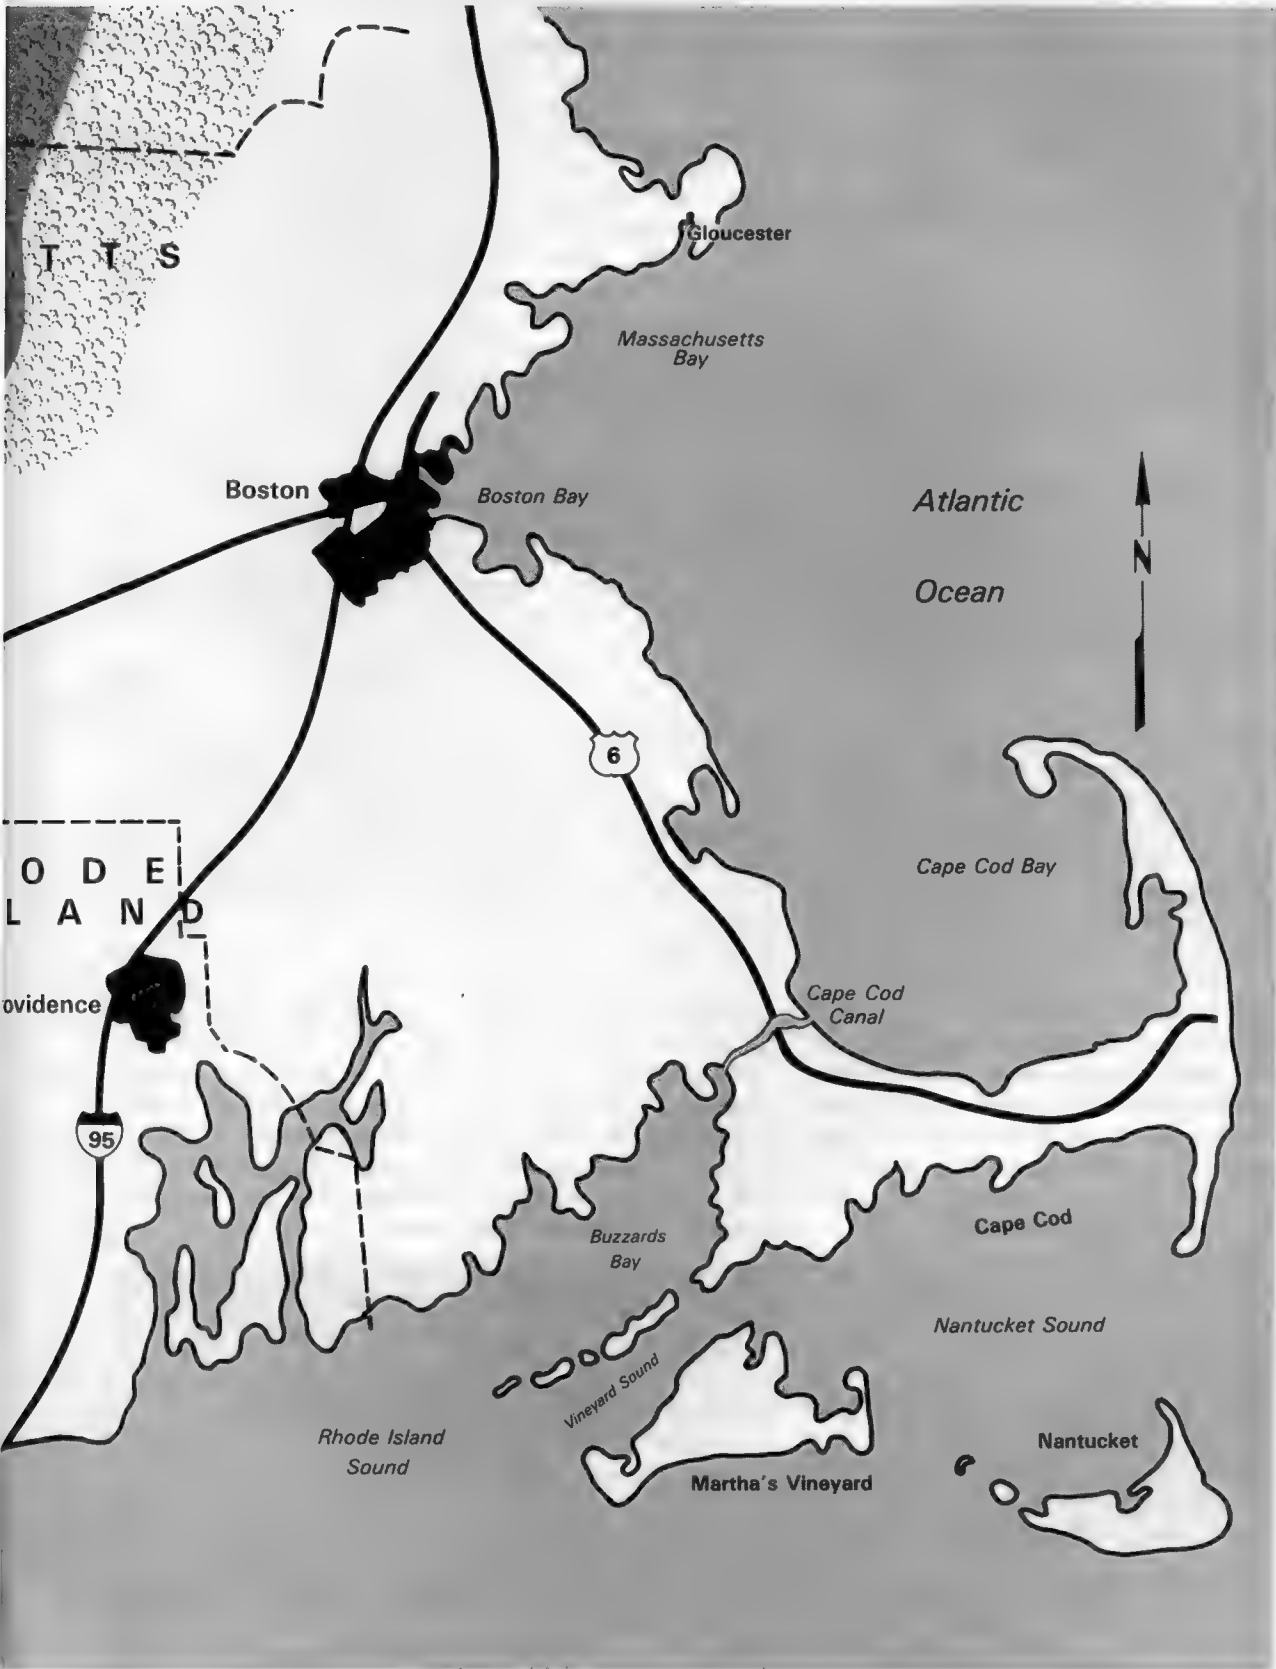 T T S
Gloucester
Massachusetts
Bay
Boston
Boston Bay
Atlantic
Ocean
N
6
O D E
L A N D
Cape Cod Bay
ovidence
Cape Cod
Canal
95
Cape Cod
Buzzards
Bay
Nantucket Sound
Vineyard Sound
Rhode Island
Sound
Nantucket
Martha's Vineyard